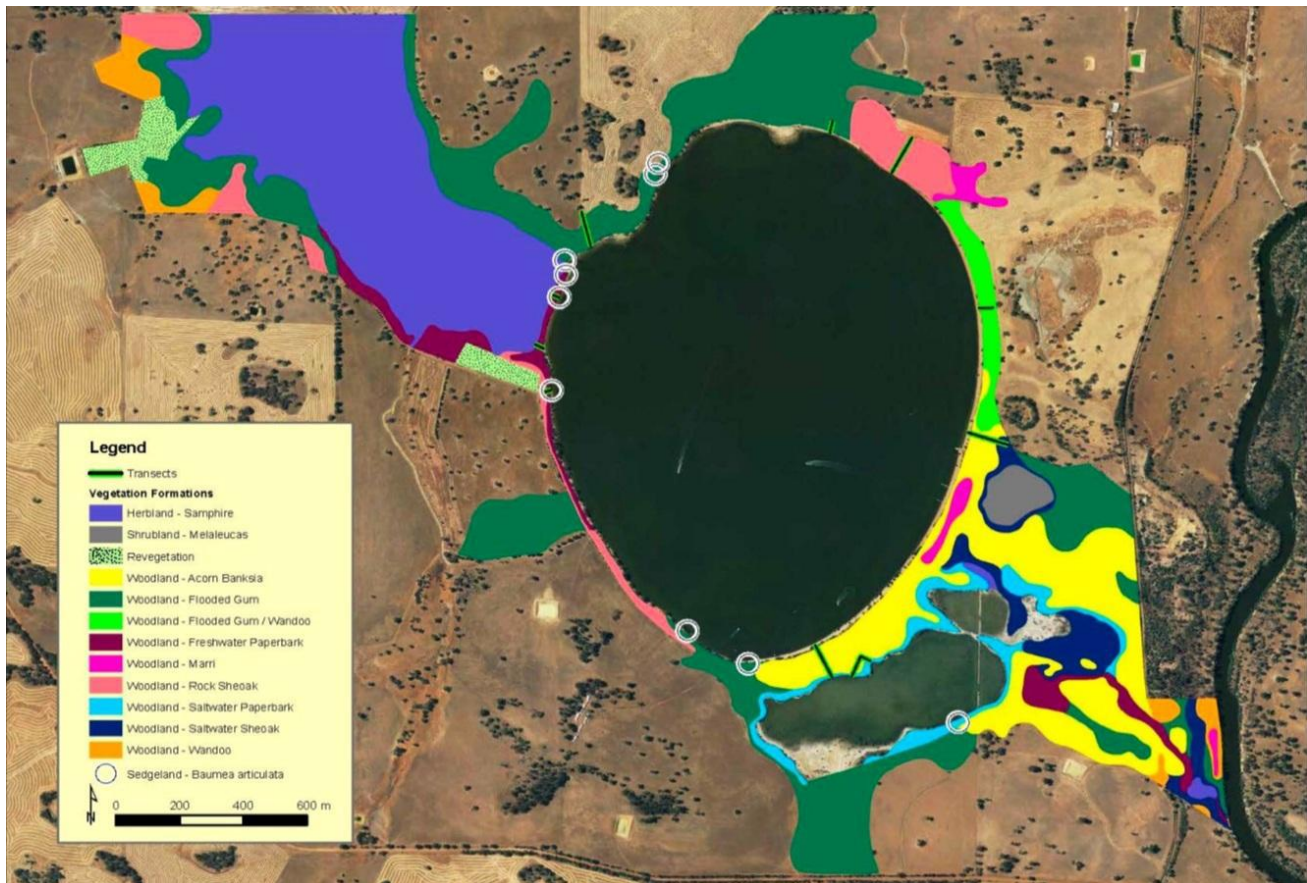 Legend
Transects
Vegetation Formations
Herbland - Samphire
Shrubland - Melaleucas
Revegetation
Woodland - Acorn Banksia
Woodland - Flooded Gum
Woodland - Flooded Gum / Wandoo
Woodland - Freshwater Paperbark
Woodland - Marri
Woodland - Rock Sheoak
Woodland - Saltwater Paperbark
Woodland - Saltwater Sheoak
Woodland - Wandoo
Sedgeland - Baumea articulata
N
0 200 400 600 m